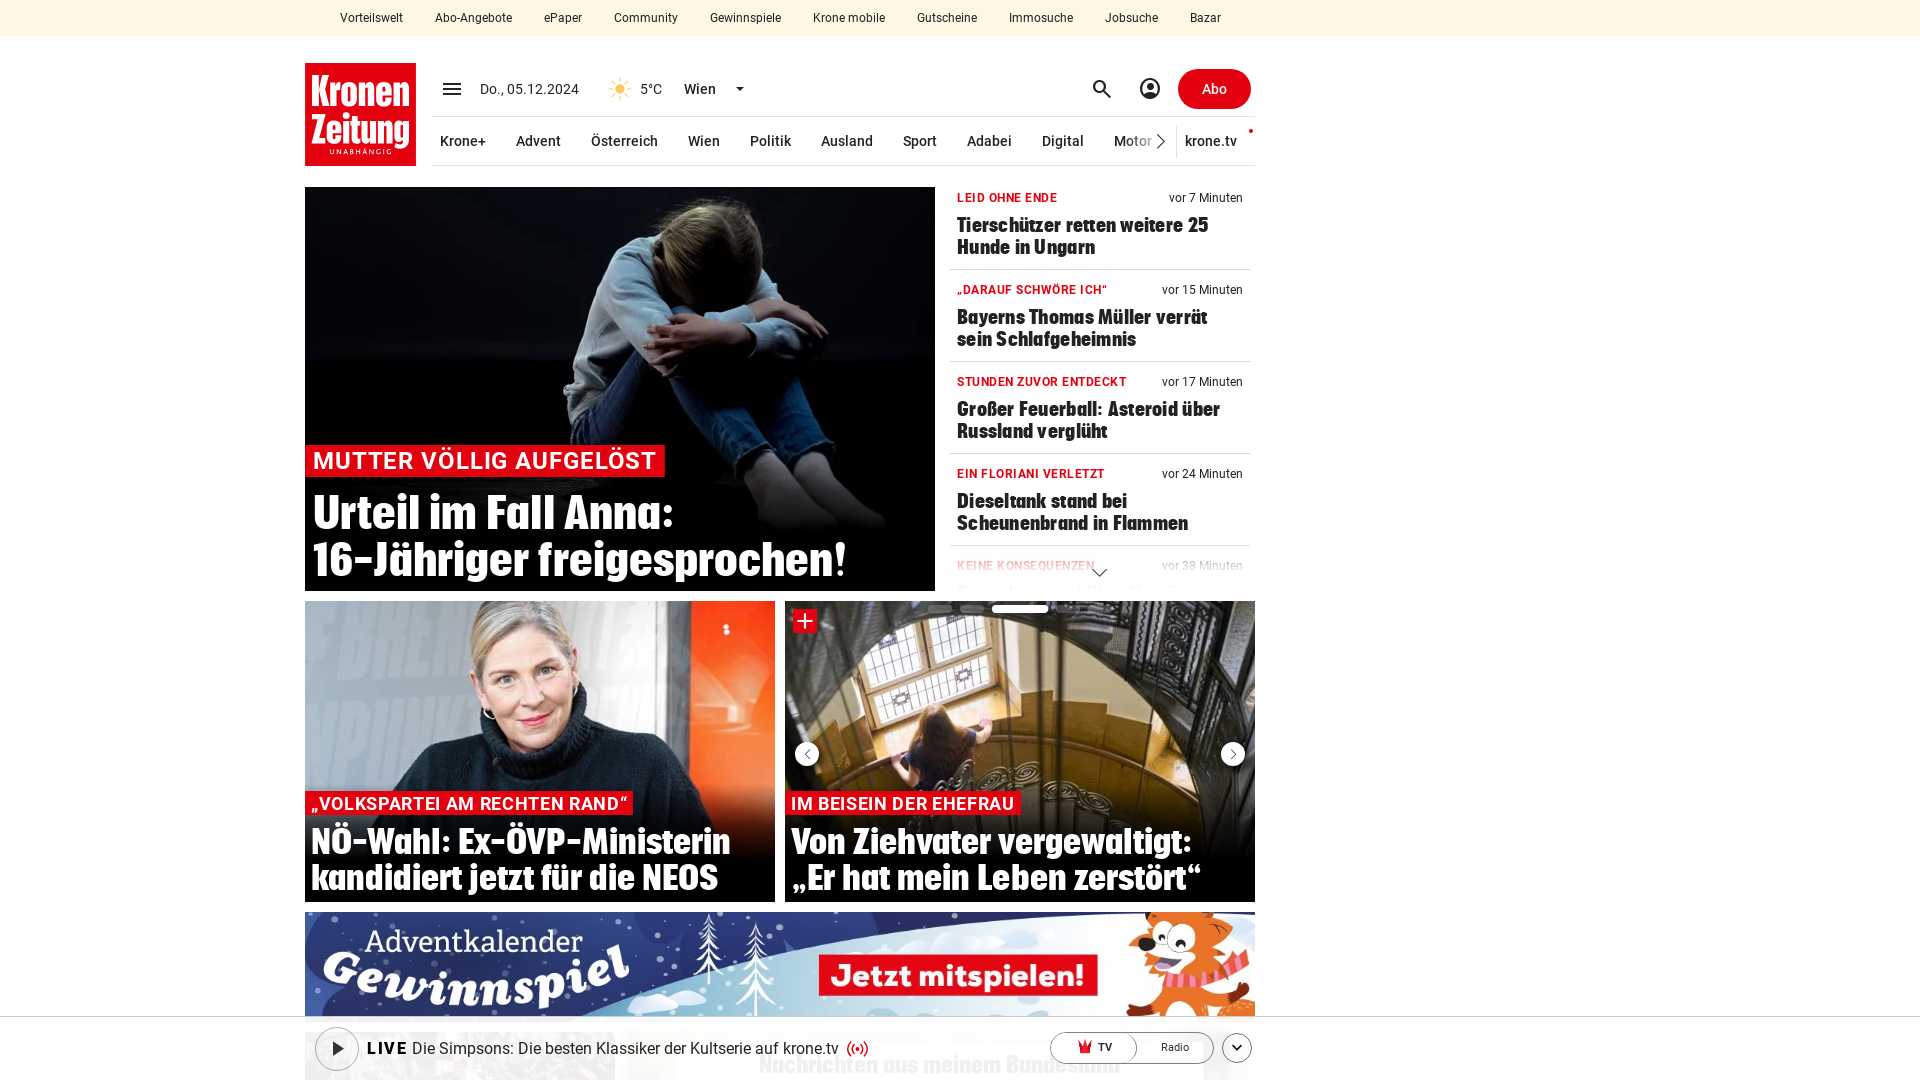 Vorteilswelt Abo-Angebote ePaper Community Gewinnspiele Krone mobile Gutscheine Immosuche Jobsuche Bazar
Kronen
Zeitung
UNABHÄNGIG
Do., 05.12.2024 5°C Wien
Abo
Krone+ Advent Österreich Wien Politik Ausland Sport Adabei Digital Motor krone.tv
MUTTER VÖLLIG AUFGELÖST
Urteil im Fall Anna:
16-Jähriger freigesprochen!
LEID OHNE ENDE vor 7 Minuten
Tierschützer retten weitere 25
Hunde in Ungarn
„DARAUF SCHWÖRE ICH“ vor 15 Minuten
Bayerns Thomas Müller verrät
sein Schlafgeheimnis
STUNDEN ZUVOR ENTDECKT vor 17 Minuten
Großer Feuerball: Asteroid über
Russland verglüht
EIN FLORIANI VERLETZT vor 24 Minuten
Dieseltank stand bei
Scheunenbrand in Flammen
KEINE KONSEQUENZEN vor 38 Minuten
„VOLKSPARTEI AM RECHTEN RAND“
NÖ-Wahl: Ex-ÖVP-Ministerin
kandidiert jetzt für die NEOS
IM BEISEIN DER EHEFRAU
Von Ziehvater vergewaltigt:
„Er hat mein Leben zerstört“
Adventkalender
Gewinnspiel
Jetzt mitspielen!
LIVE Die Simpsons: Die besten Klassiker der Kultserie auf krone.tv
TV Radio
Nachrichten aus meinem Bundesland